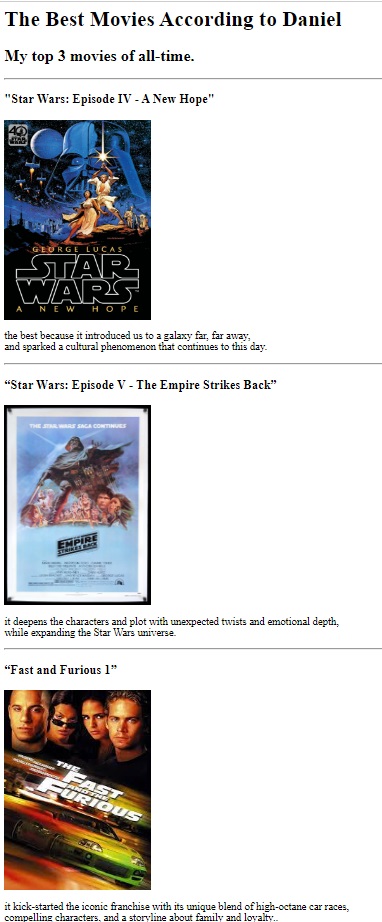 The Best Movies According to Daniel
My top 3 movies of all-time.
"Star Wars: Episode IV - A New Hope"
40
STAR WARS
GEORGE LUCAS
STAR
WARS
A NEW HOPE
the best because it introduced us to a galaxy far, far away,
and sparked a cultural phenomenon that continues to this day.
“Star Wars: Episode V - The Empire Strikes Back”
THE STAR WARS SAGA CONTINUES
THE
EMPIRE
STRIKES BACK
it deepens the characters and plot with unexpected twists and emotional depth,
while expanding the Star Wars universe.
“Fast and Furious 1”
THE
FAST
AND THE
FURIOUS
it kick-started the iconic franchise with its unique blend of high-octane car races,
compelling characters, and a storyline about family and loyalty..